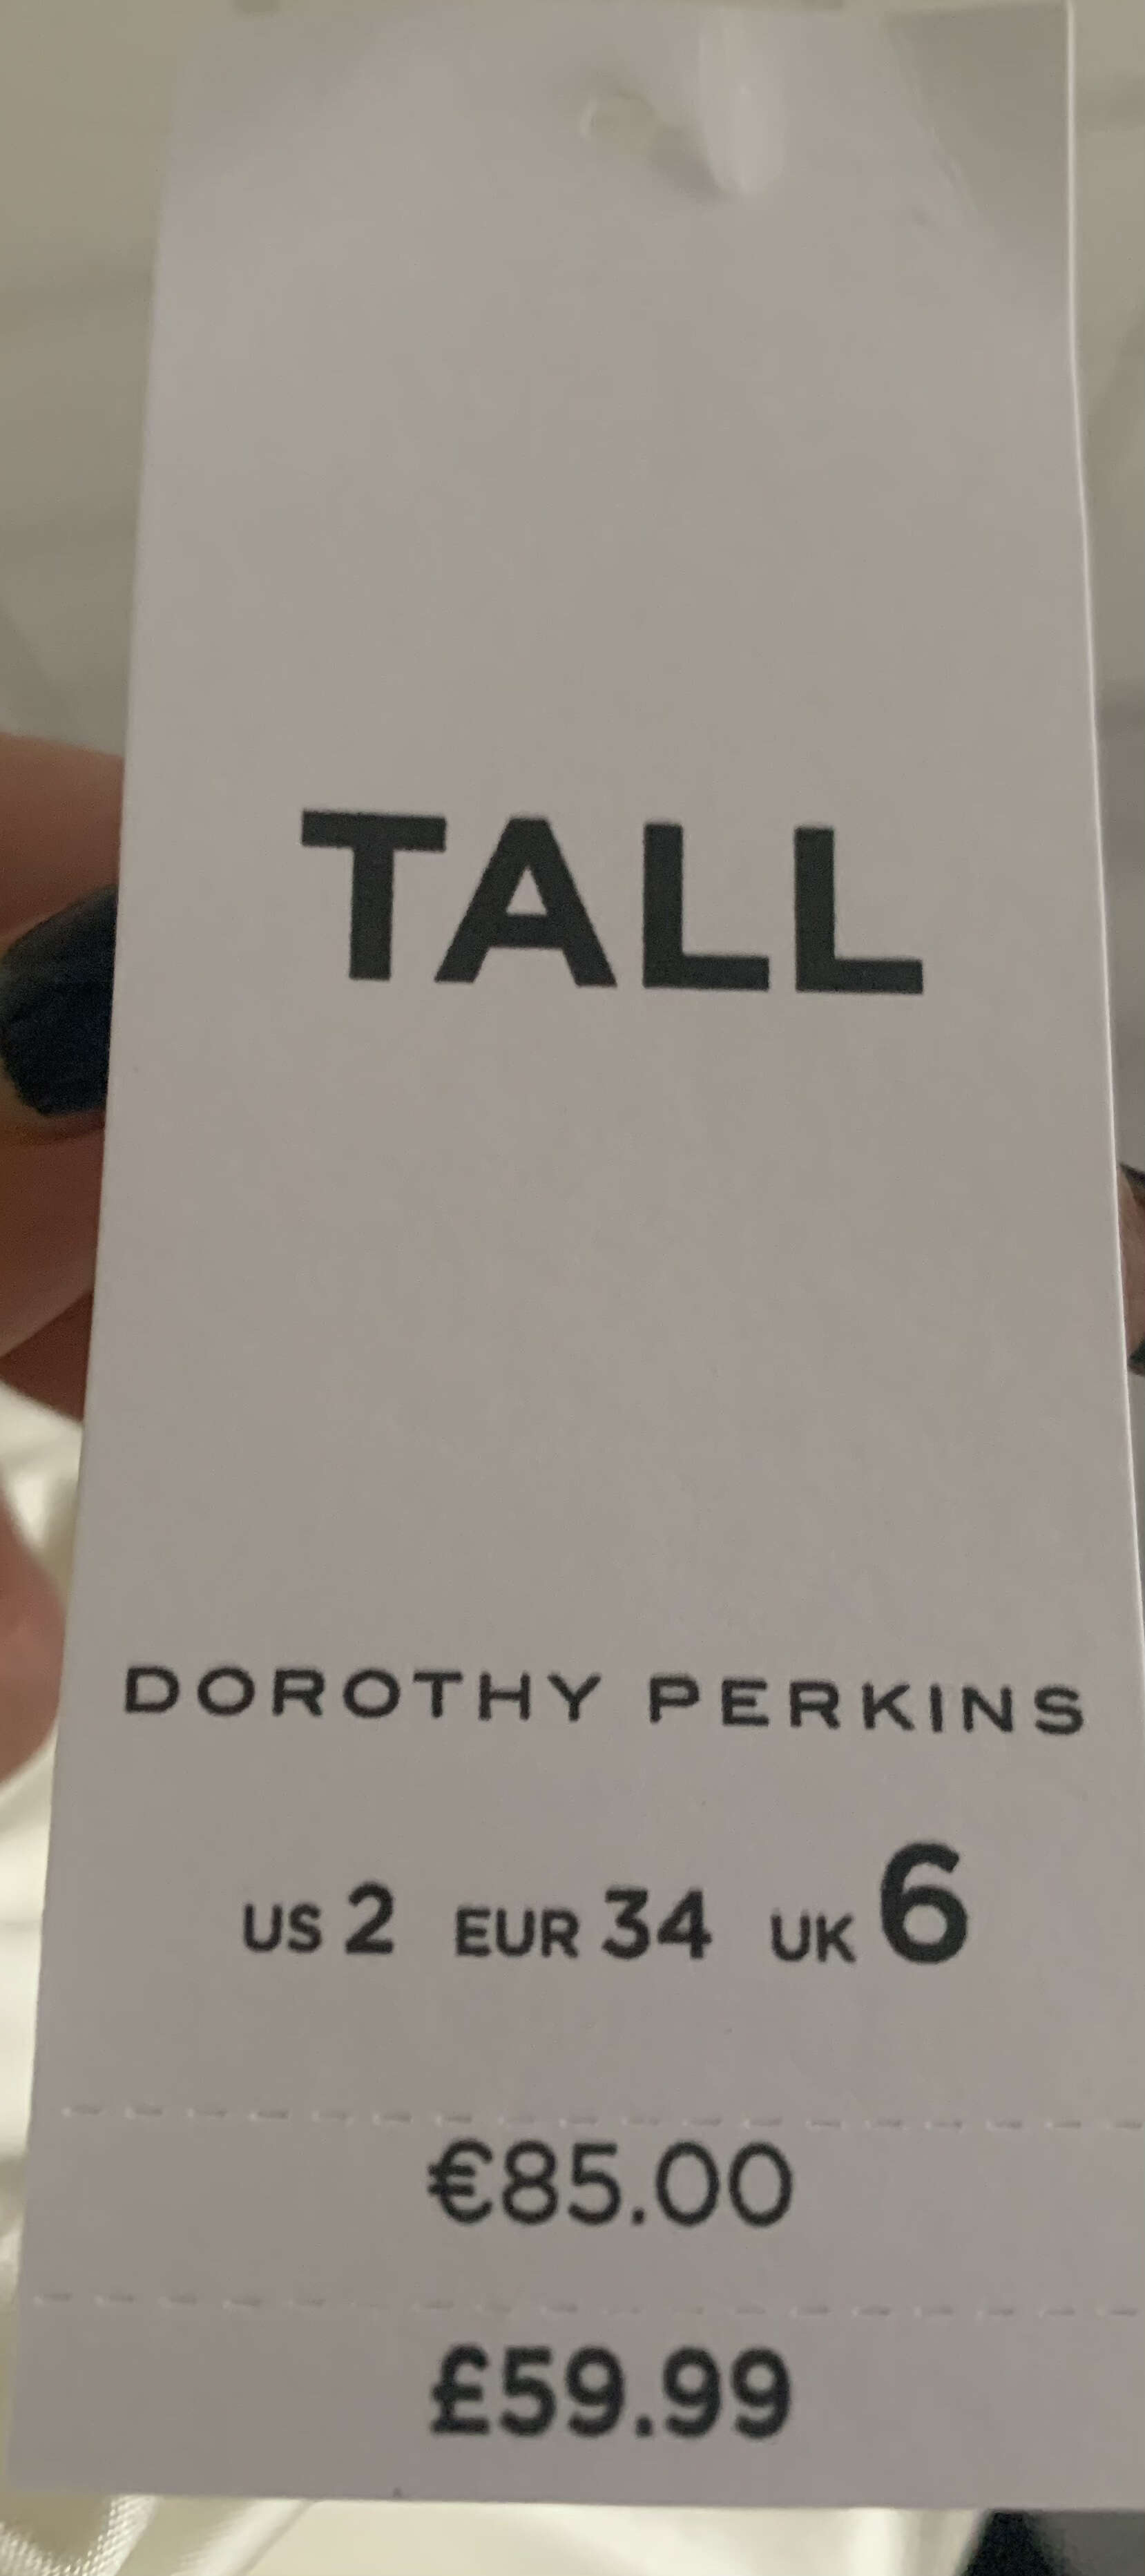 TALL
DOROTHY PERKINS
US 2 EUR 34 UK 6
€85.00
£59.99